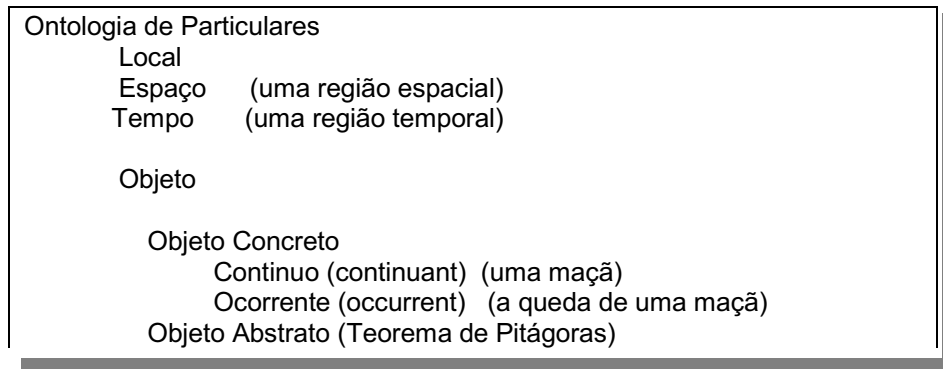 Ontologia de Particulares
Local
Espaço (uma região espacial)
Tempo (uma região temporal)
Objeto
Objeto Concreto
Continuo (continuant) (uma maçã)
Ocorrente (occurrent) (a queda de uma maçã)
Objeto Abstrato (Teorema de Pitágoras)